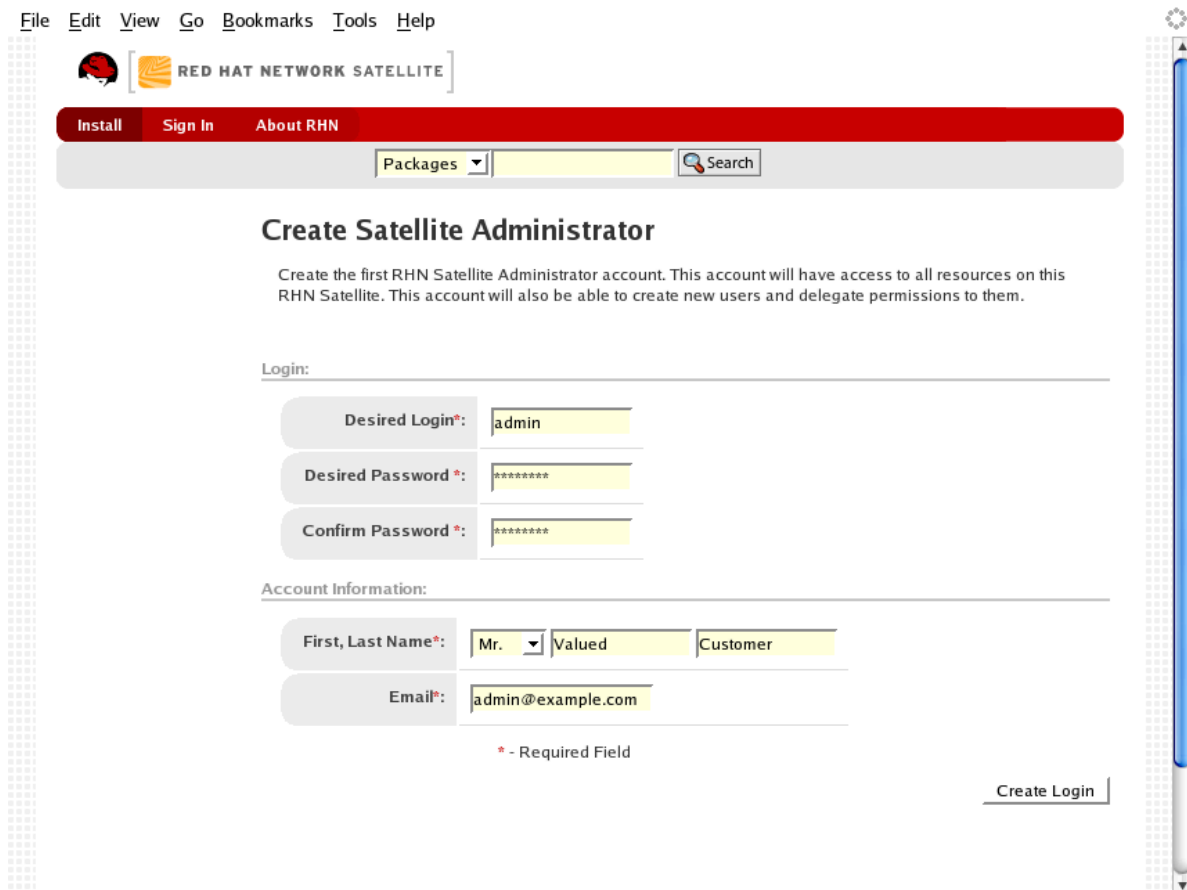 File Edit View Go Bookmarks Tools Help
RED HAT NETWORK SATELLITE
Install Sign In About RHN
Packages Search
Create Satellite Administrator
Create the first RHN Satellite Administrator account. This account will have access to all resources on this
RHN Satellite. This account will also be able to create new users and delegate permissions to them.
Login:
Desired Login*: admin
Desired Password *: ********
Confirm Password *: ********
Account Information:
First, Last Name*: Mr. Valued Customer
Email*: admin@example.com
* - Required Field
Create Login